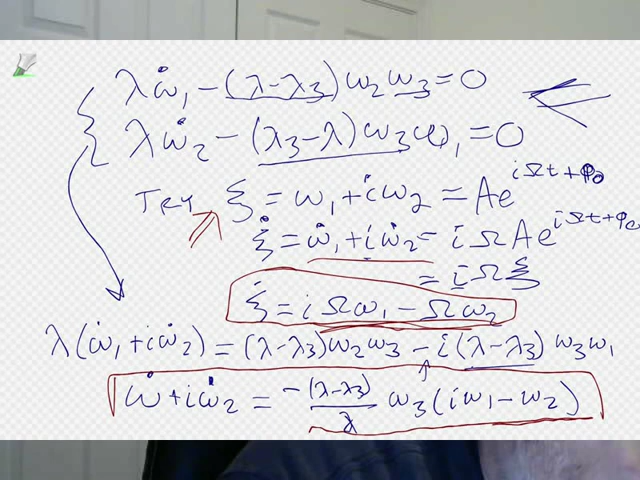 λω̇₁ − (λ−λ₃)ω₂ω₃ = 0
λω̇₂ − (λ₃−λ)ω₃ω₁ = 0
TRY ξ = ω₁ + iω₂ = Ae^{iΩt+φ₀}
ξ̇ = ω̇₁ + iω̇₂ = iΩAe^{iΩt+φ₀}
= iΩξ
ξ̇ = iΩω₁ − Ωω₂
λ(ω̇₁ + iω̇₂) = (λ−λ₃)ω₂ω₃ − i(λ−λ₃)ω₃ω₁
ω̇ + iω̇₂ = −(λ−λ₃)/λ ω₃(iω₁ − ω₂)